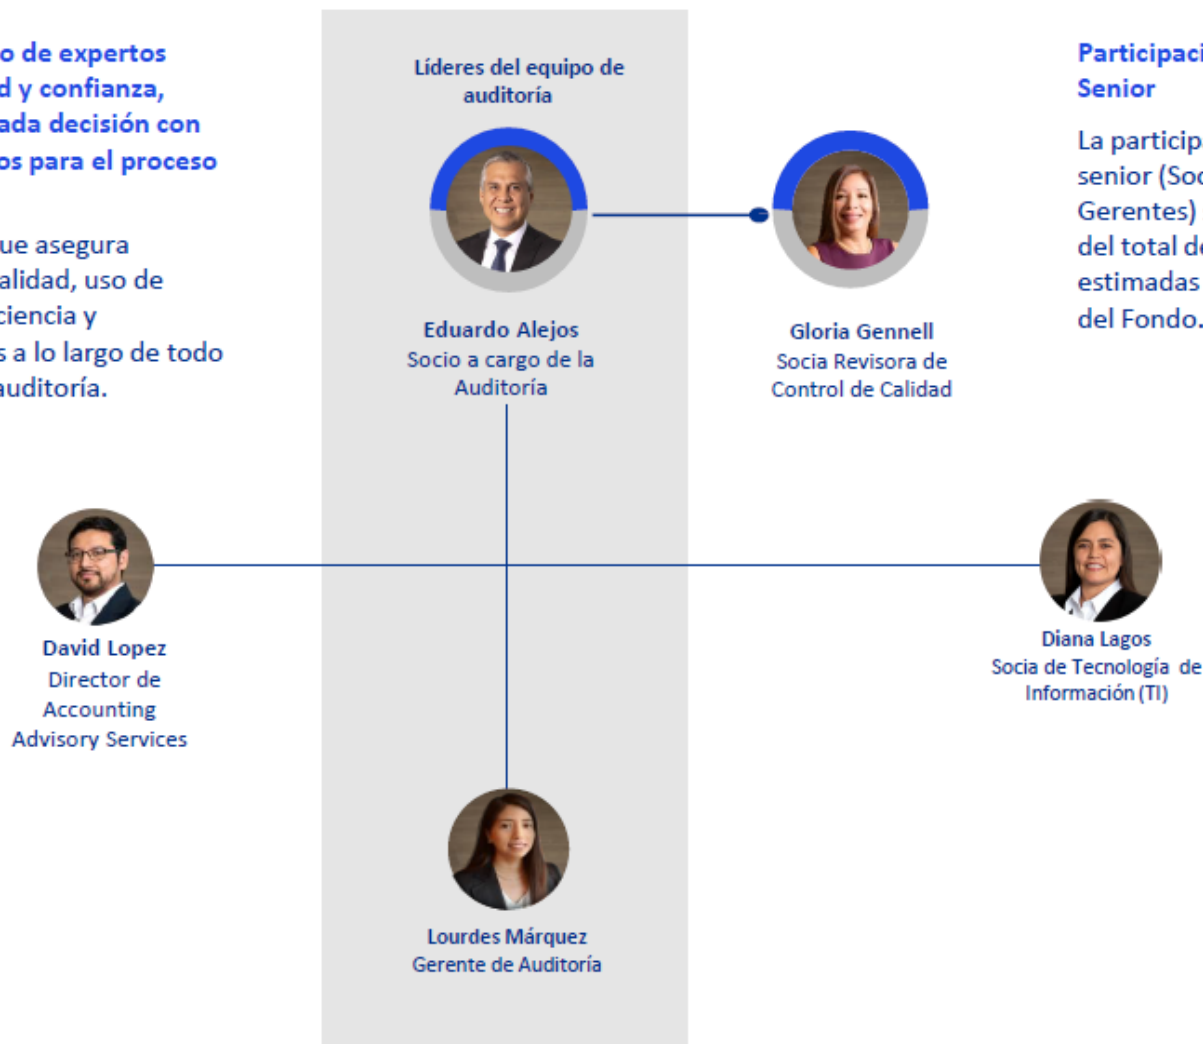 o de expertos
d y confianza,
ada decisión con
os para el proceso
ue asegura
alidad, uso de
ciencia y
s a lo largo de todo
auditoría.
Líderes del equipo de
auditoría
Eduardo Alejos
Socio a cargo de la
Auditoría
Gloria Gennell
Socia Revisora de
Control de Calidad
Participaci
Senior
La particip
senior (Soc
Gerentes)
del total de
estimadas
del Fondo.
David Lopez
Director de
Accounting
Advisory Services
Diana Lagos
Socia de Tecnología de
Información (TI)
Lourdes Márquez
Gerente de Auditoría